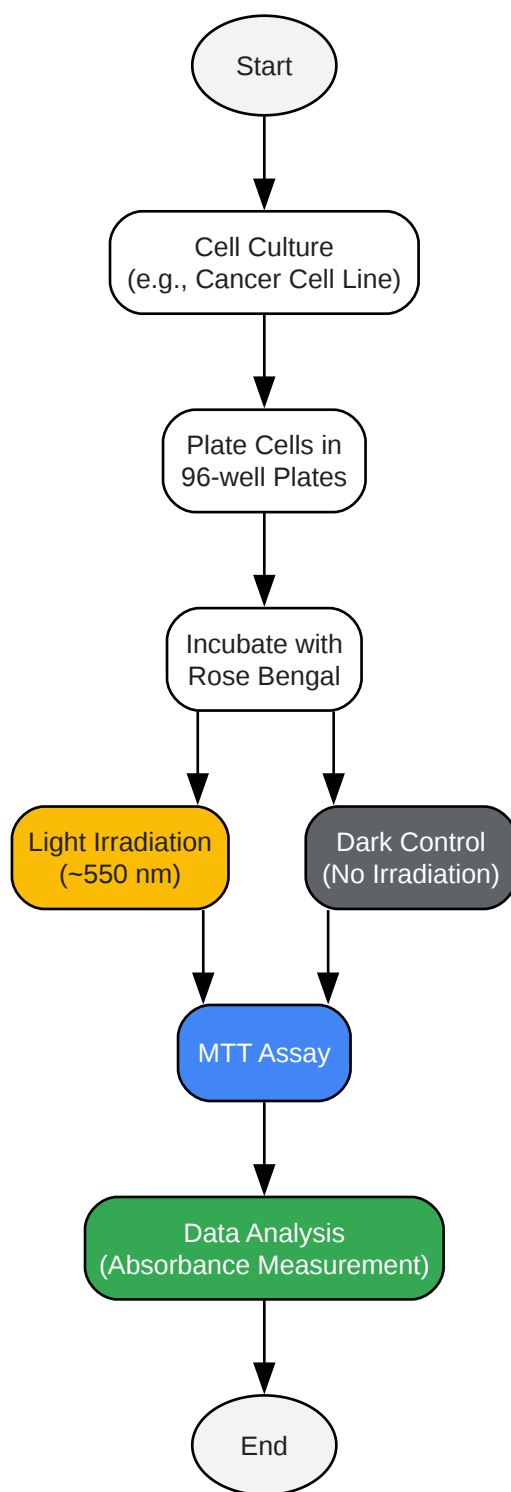 Start
Cell Culture
(e.g., Cancer Cell Line)
Plate Cells in
96-well Plates
Incubate with
Rose Bengal
Light Irradiation
(~550 nm)
Dark Control
(No Irradiation)
MTT Assay
Data Analysis
(Absorbance Measurement)
End